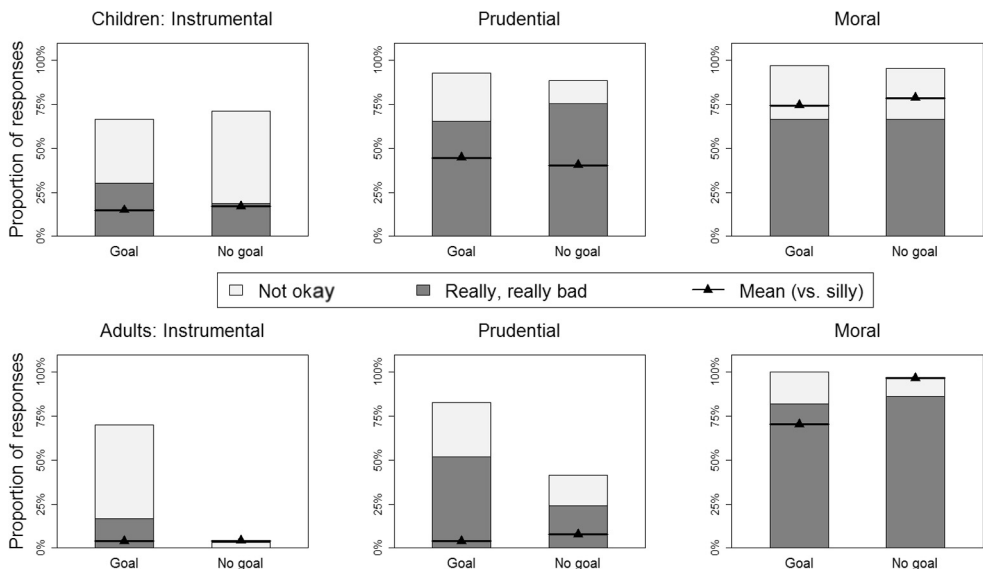 Children: Instrumental
Prudential
Moral
Proportion of responses
100%
75%
50%
25%
0%
100%
75%
50%
25%
0%
100%
75%
50%
25%
0%
Goal
No goal
Goal
No goal
Goal
No goal
Not okay
Really, really bad
Mean (vs. silly)
Adults: Instrumental
Prudential
Moral
Proportion of responses
100%
75%
50%
25%
0%
100%
75%
50%
25%
0%
100%
75%
50%
25%
0%
Goal
No goal
Goal
No goal
Goal
No goal